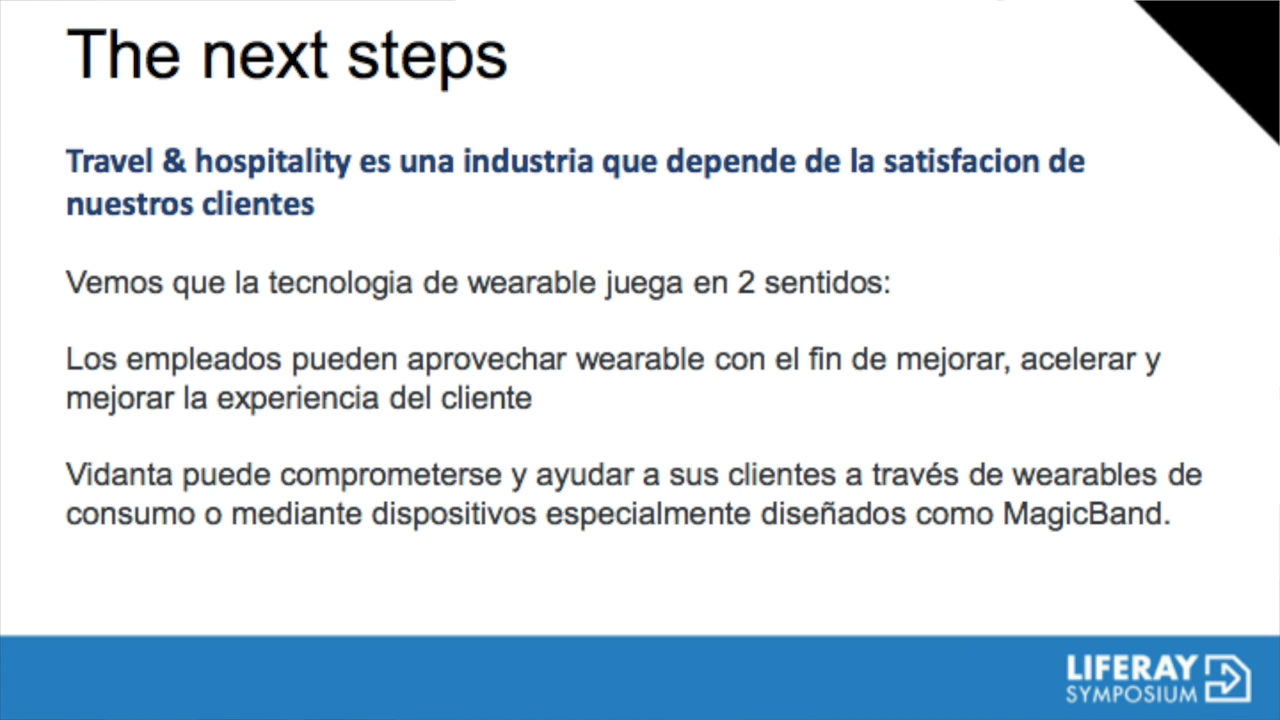 The next steps
Travel & hospitality es una industria que depende de la satisfacion de
nuestros clientes
Vemos que la tecnologia de wearable juega en 2 sentidos:
Los empleados pueden aprovechar wearable con el fin de mejorar, acelerar y
mejorar la experiencia del cliente
Vidanta puede comprometerse y ayudar a sus clientes a través de wearables de
consumo o mediante dispositivos especialmente diseñados como MagicBand.
LIFERAY
SYMPOSIUM